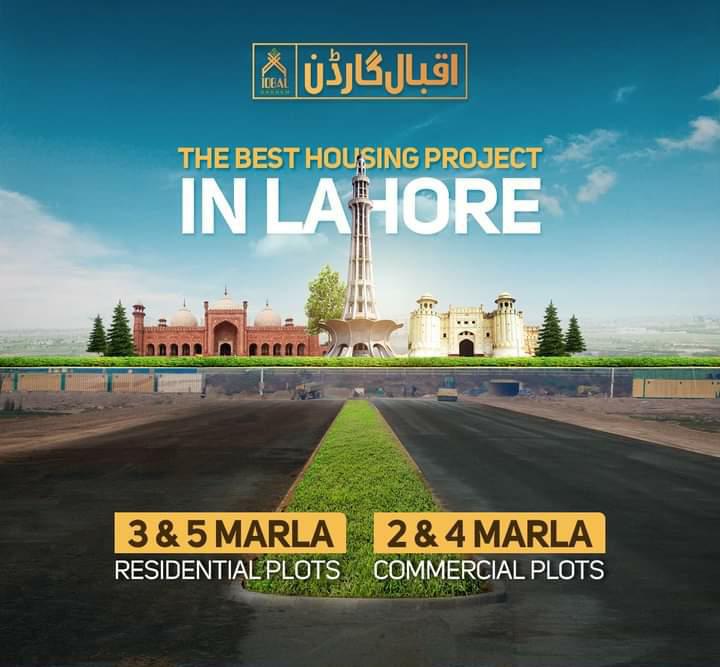 اقبال گارڈن
IQBAL
GARDEN
THE BEST HOUSING PROJECT
IN LAHORE
3 & 5 MARLA
RESIDENTIAL PLOTS
2 & 4 MARLA
COMMERCIAL PLOTS